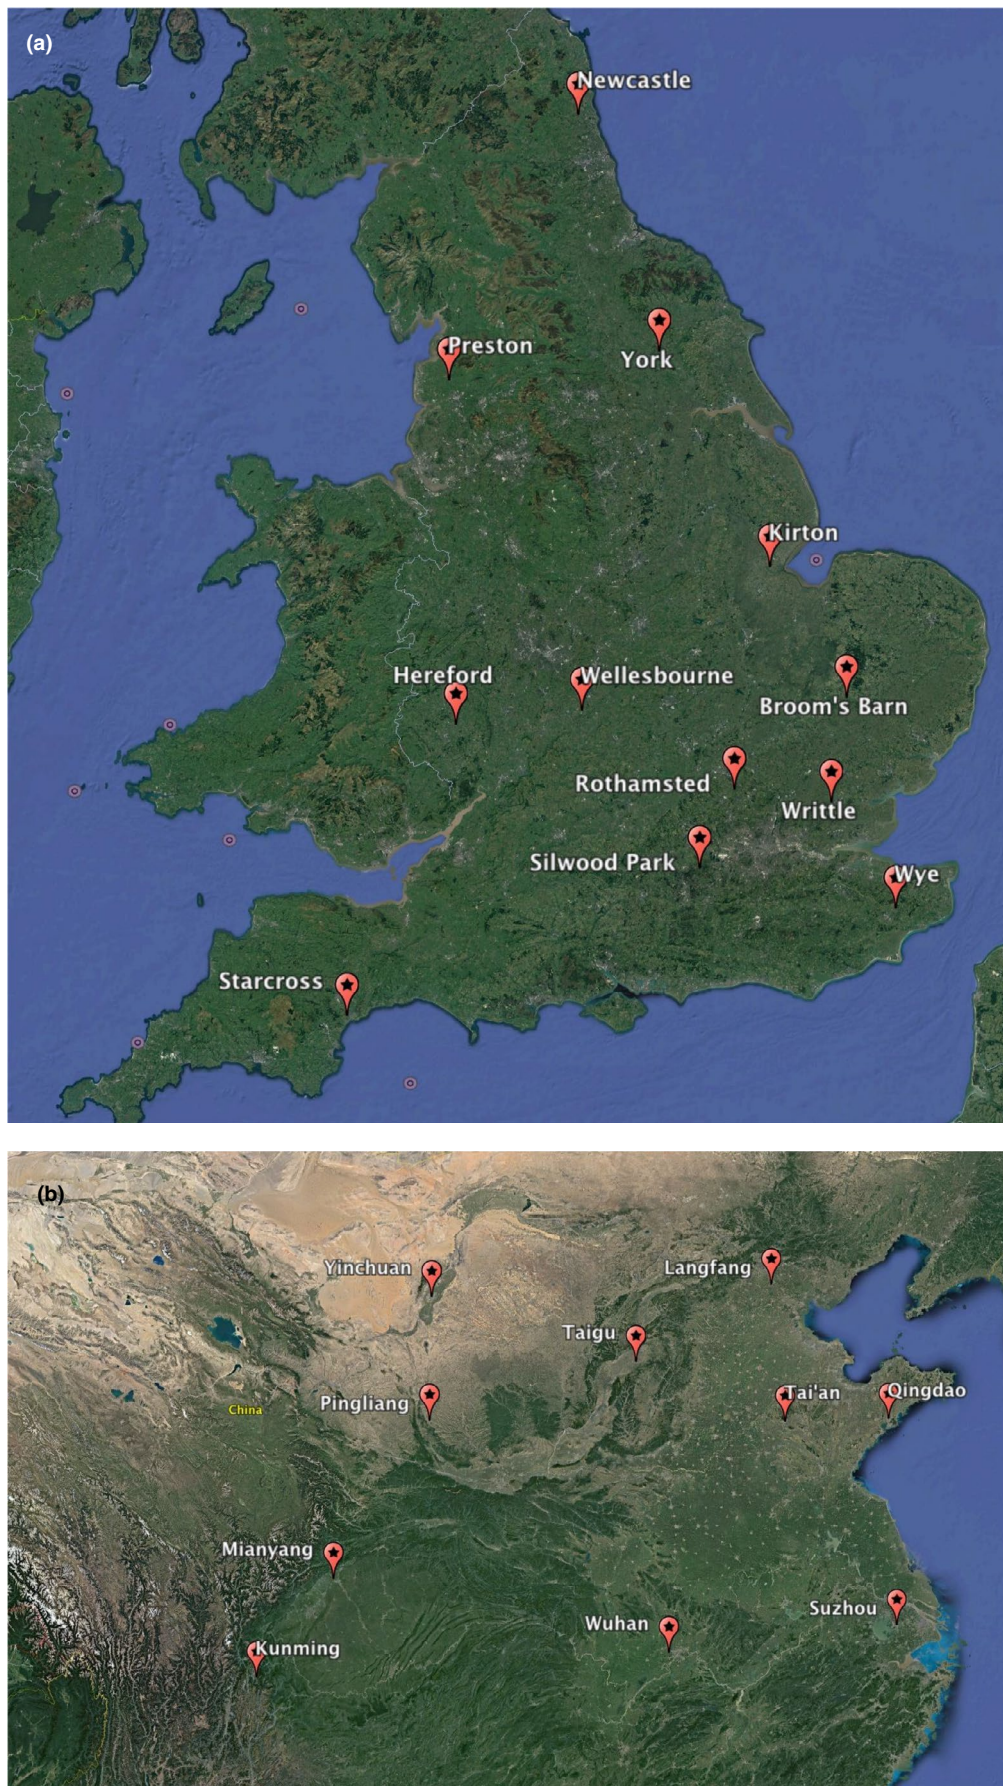 (a)
Newcastle
Preston
York
Kirton
Hereford
Wellesbourne
Broom's Barn
Rothamsted
Writtle
Silwood Park
Wye
Starcross
(b)
Yinchuan
Langfang
Taigu
Pingliang
Tai'an
Qingdao
China
Mianyang
Suzhou
Wuhan
Kunming